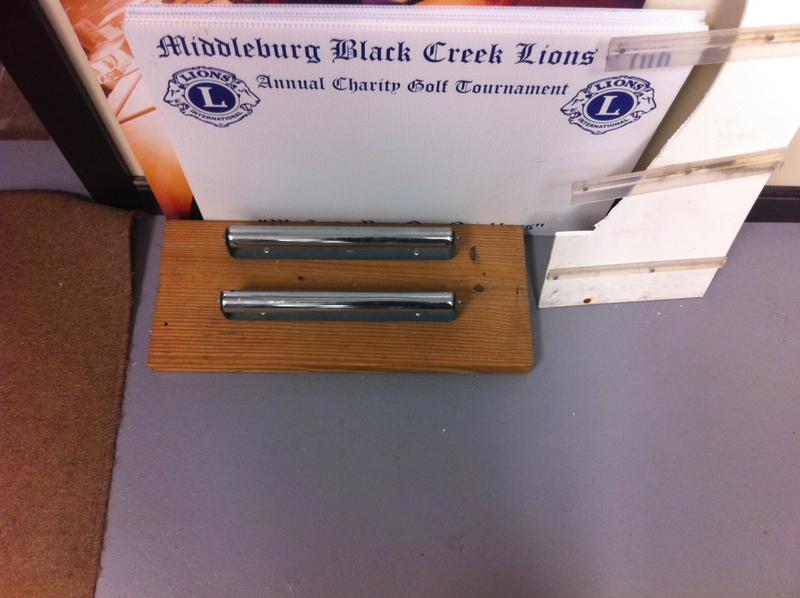 Middleburg Black Creek Lions
Annual Charity Golf Tournament
LIONS
L
INTERNATIONAL
LIONS
L
INTERNATIONAL